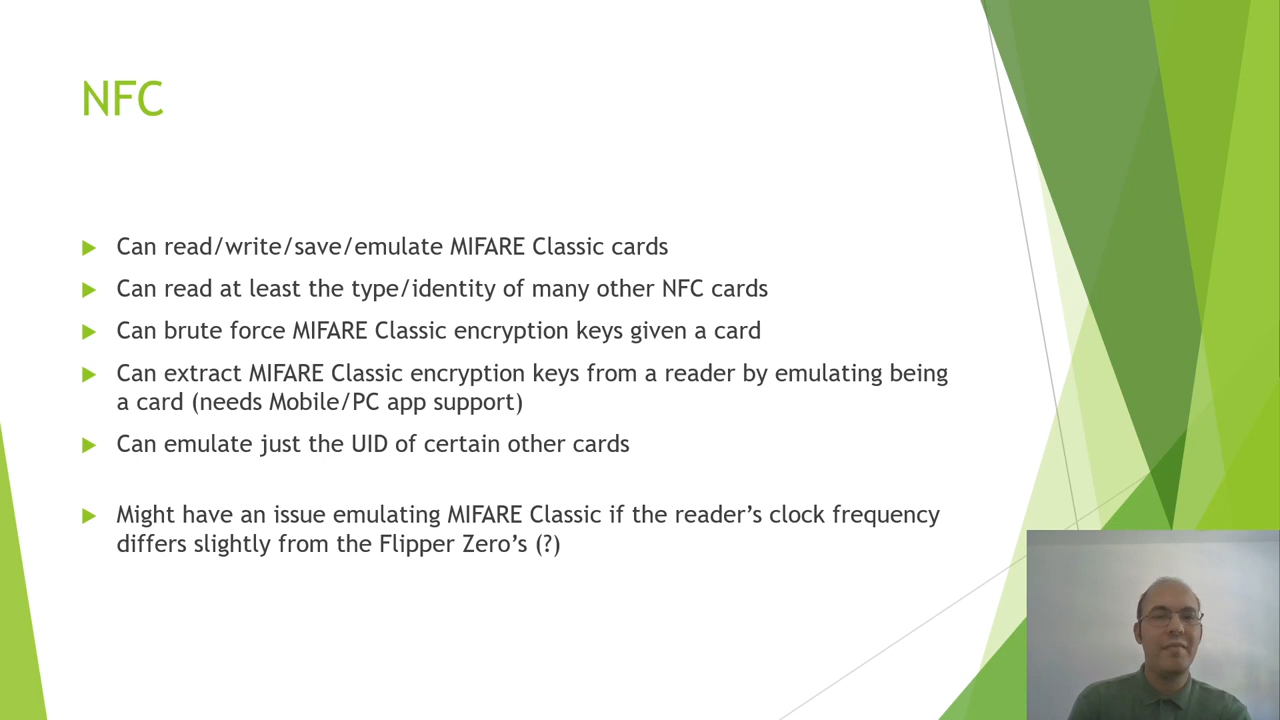 NFC
Can read/write/save/emulate MIFARE Classic cards
Can read at least the type/identity of many other NFC cards
Can brute force MIFARE Classic encryption keys given a card
Can extract MIFARE Classic encryption keys from a reader by emulating being
a card (needs Mobile/PC app support)
Can emulate just the UID of certain other cards
Might have an issue emulating MIFARE Classic if the reader’s clock frequency
differs slightly from the Flipper Zero’s (?)